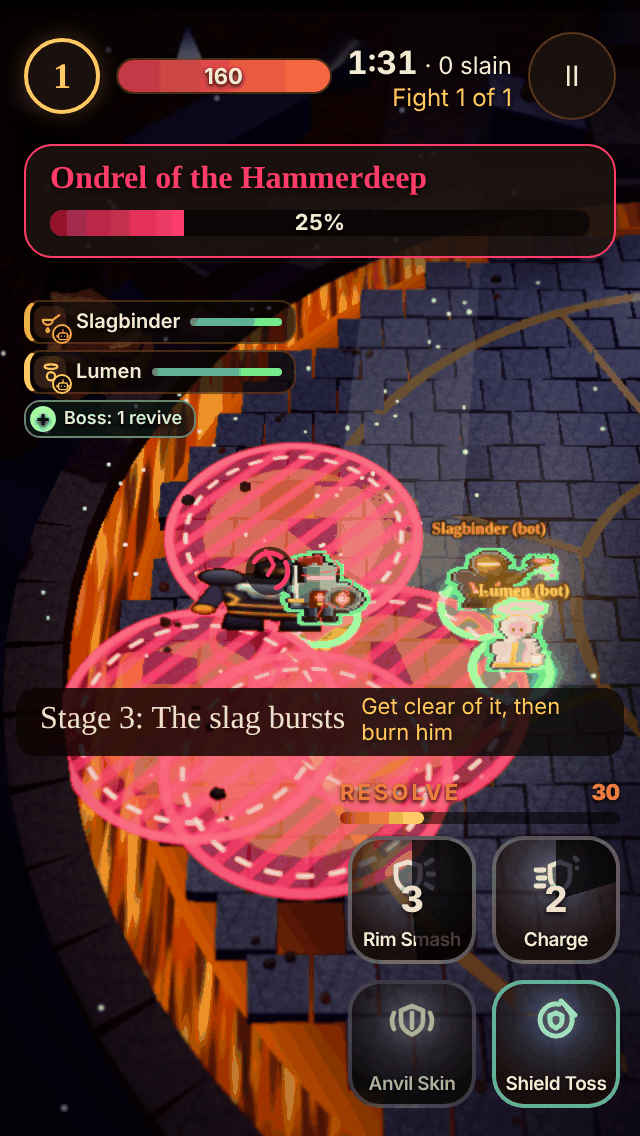 1
160
1:31 · 0 slain
Fight 1 of 1
Ondrel of the Hammerdeep
25%
Slagbinder
Lumen
Boss: 1 revive
Slagbinder (bot)
Lumen (bot)
Stage 3: The slag bursts
Get clear of it, then
burn him
RESOLVE 30
3
Rim Smash
2
Charge
Anvil Skin
Shield Toss